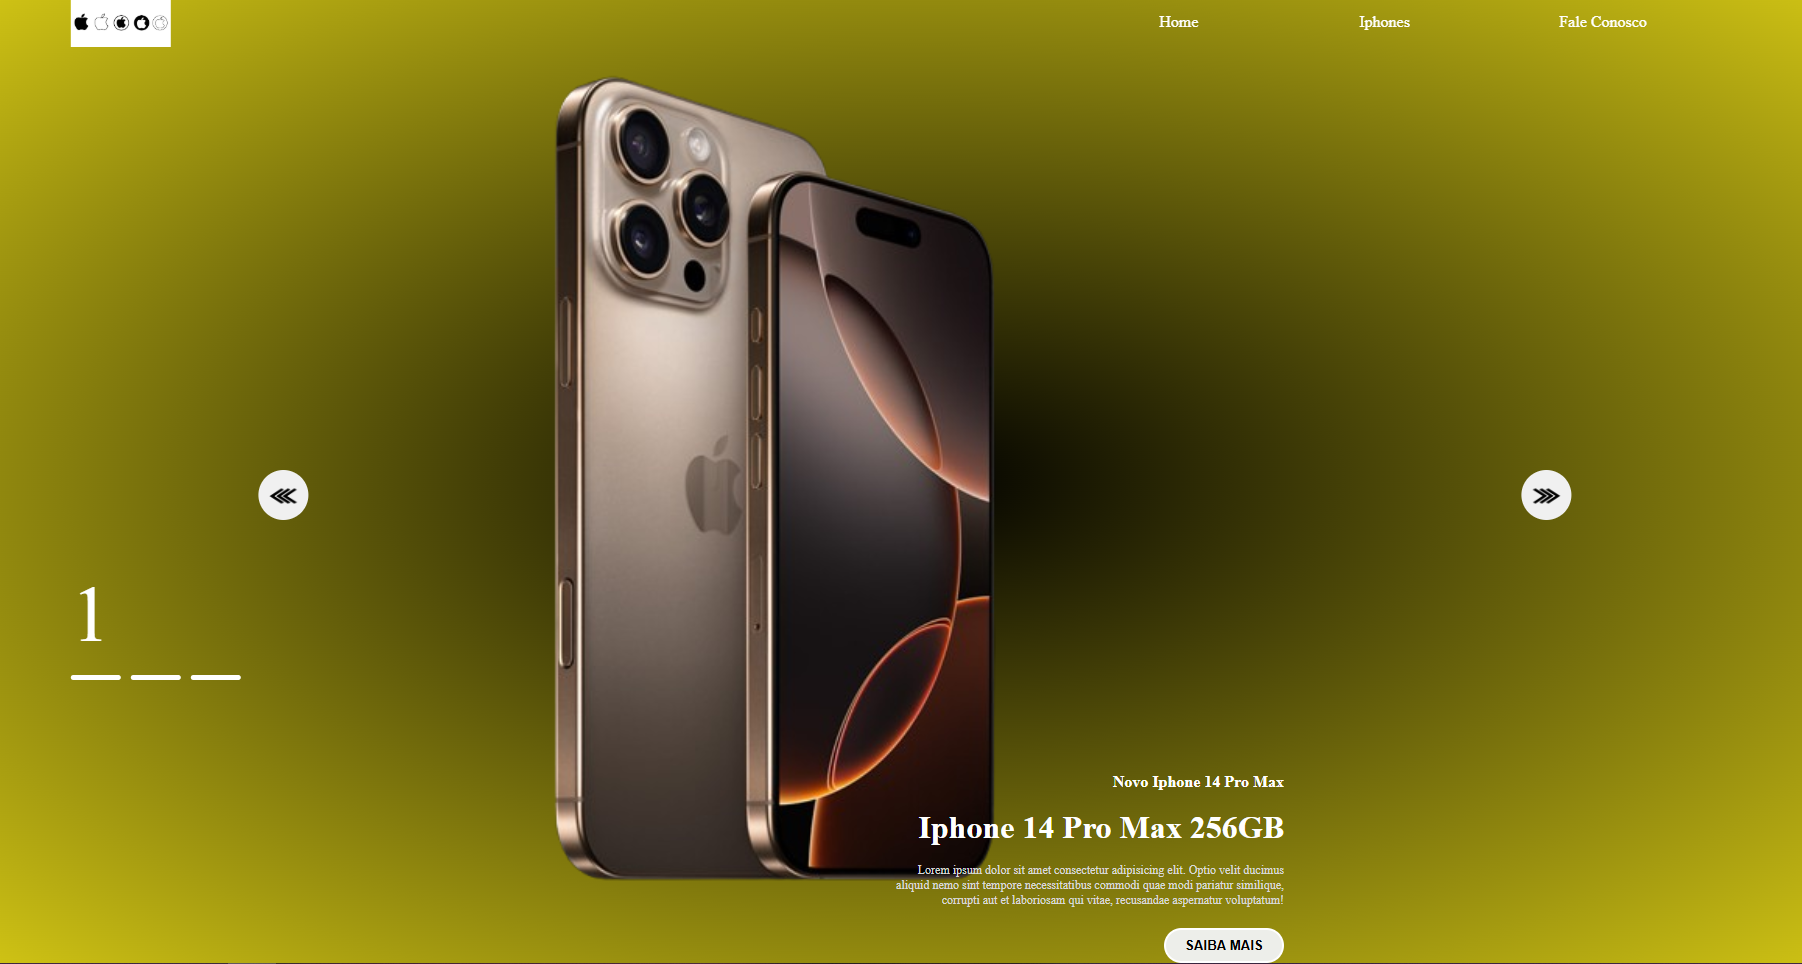 Home
Iphones
Fale Conosco
1
Novo Iphone 14 Pro Max
Iphone 14 Pro Max 256GB
Lorem ipsum dolor sit amet consectetur adipisicing elit. Optio velit ducimus
aliquid nemo sint tempore necessitatibus commodi quae modi pariatur similique,
corrupti aut et laboriosam qui vitae, recusandae aspernatur voluptatum!
SAIBA MAIS